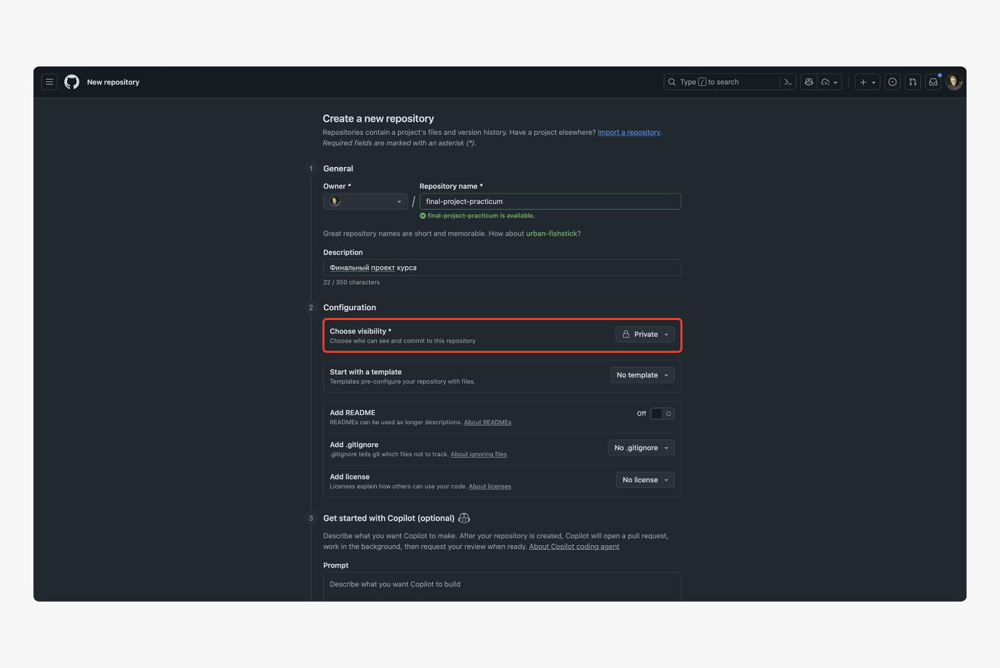 New repository
Type / to search
Create a new repository
Repositories contain a project's files and version history. Have a project elsewhere? Import a repository.
Required fields are marked with an asterisk (*).
1 General
Owner * Repository name *
/ final-project-practicum
final-project-practicum is available.
Great repository names are short and memorable. How about urban-fishstick?
Description
Финальный проект курса
22 / 350 characters
2 Configuration
Choose visibility *
Choose who can see and commit to this repository
Private
Start with a template
Templates pre-configure your repository with files.
No template
Add README
READMEs can be used as longer descriptions. About READMEs
Off
Add .gitignore
.gitignore tells git which files not to track. About ignoring files
No .gitignore
Add license
Licenses explain how others can use your code. About licenses
No license
3 Get started with Copilot (optional)
Describe what you want Copilot to make. After your repository is created, Copilot will open a pull request,
work in the background, then request your review when ready. About Copilot coding agent
Prompt
Describe what you want Copilot to build